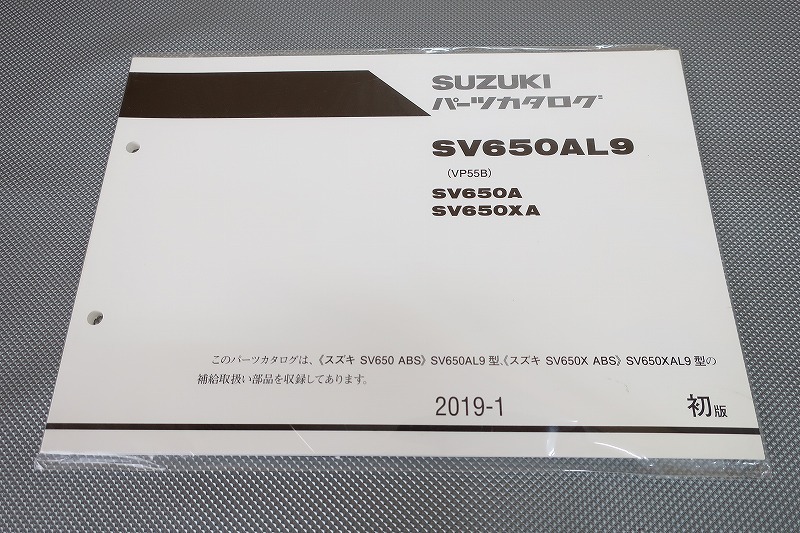 SUZUKI
パーツカタログ
SV650AL9
(VP55B)
SV650A
SV650XA
このパーツカタログは、《スズキ SV650 ABS》 SV650AL9 型、《スズキ SV650X ABS》 SV650XAL9 型の
補給取扱い部品を収録してあります。
2019-1
初版